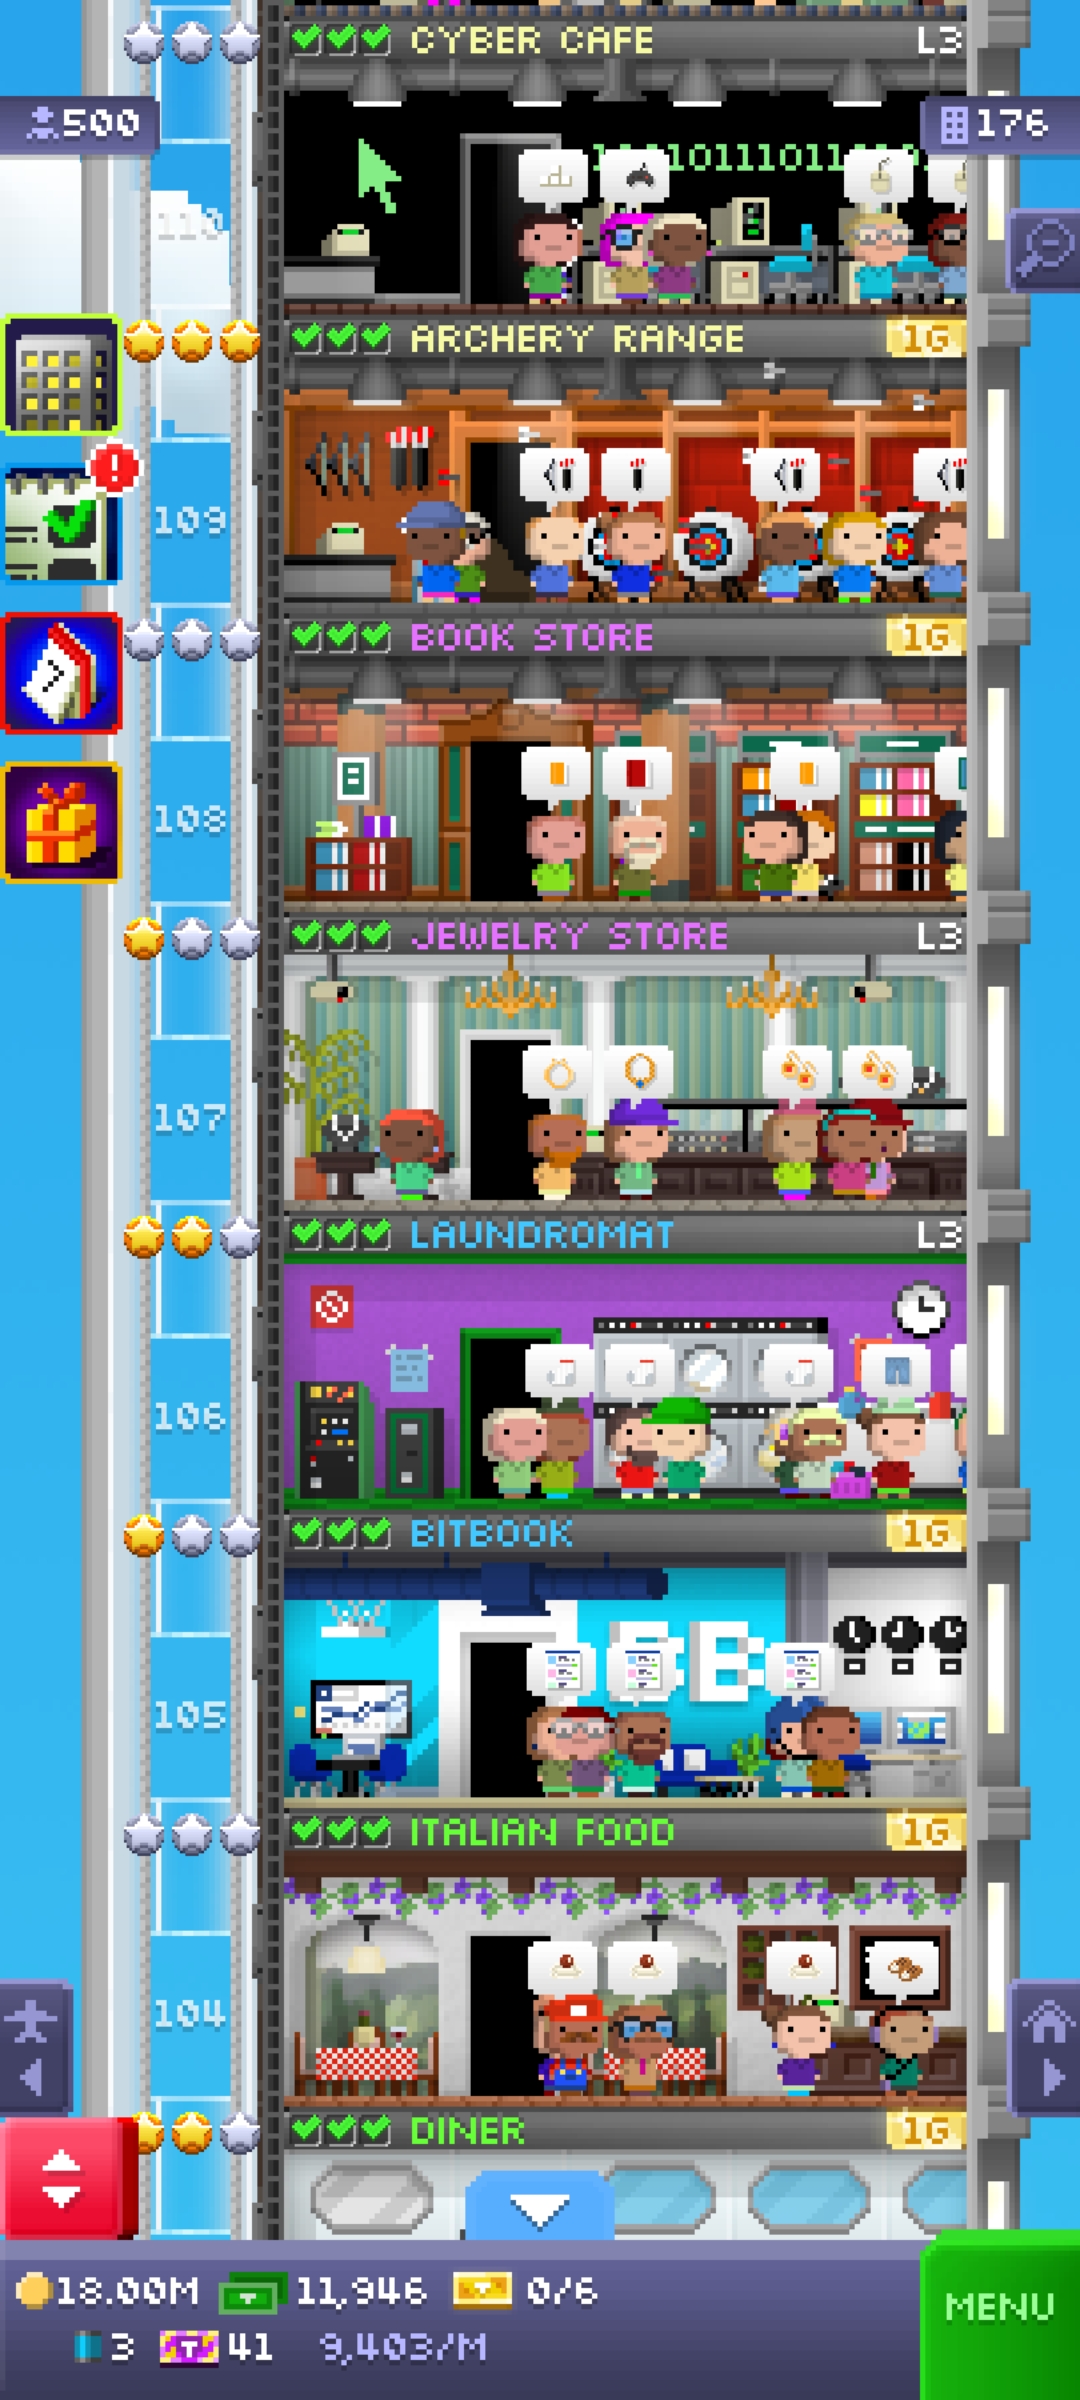 CYBER CAFE L3
500
176
110
ARCHERY RANGE 1G
109
BOOK STORE 1G
108
JEWELRY STORE L3
107
LAUNDROMAT L3
106
BITBOOK 1G
B
105
ITALIAN FOOD 1G
104
DINER 1G
18.00M 11,946 0/6
3 41 9,403/M
MENU